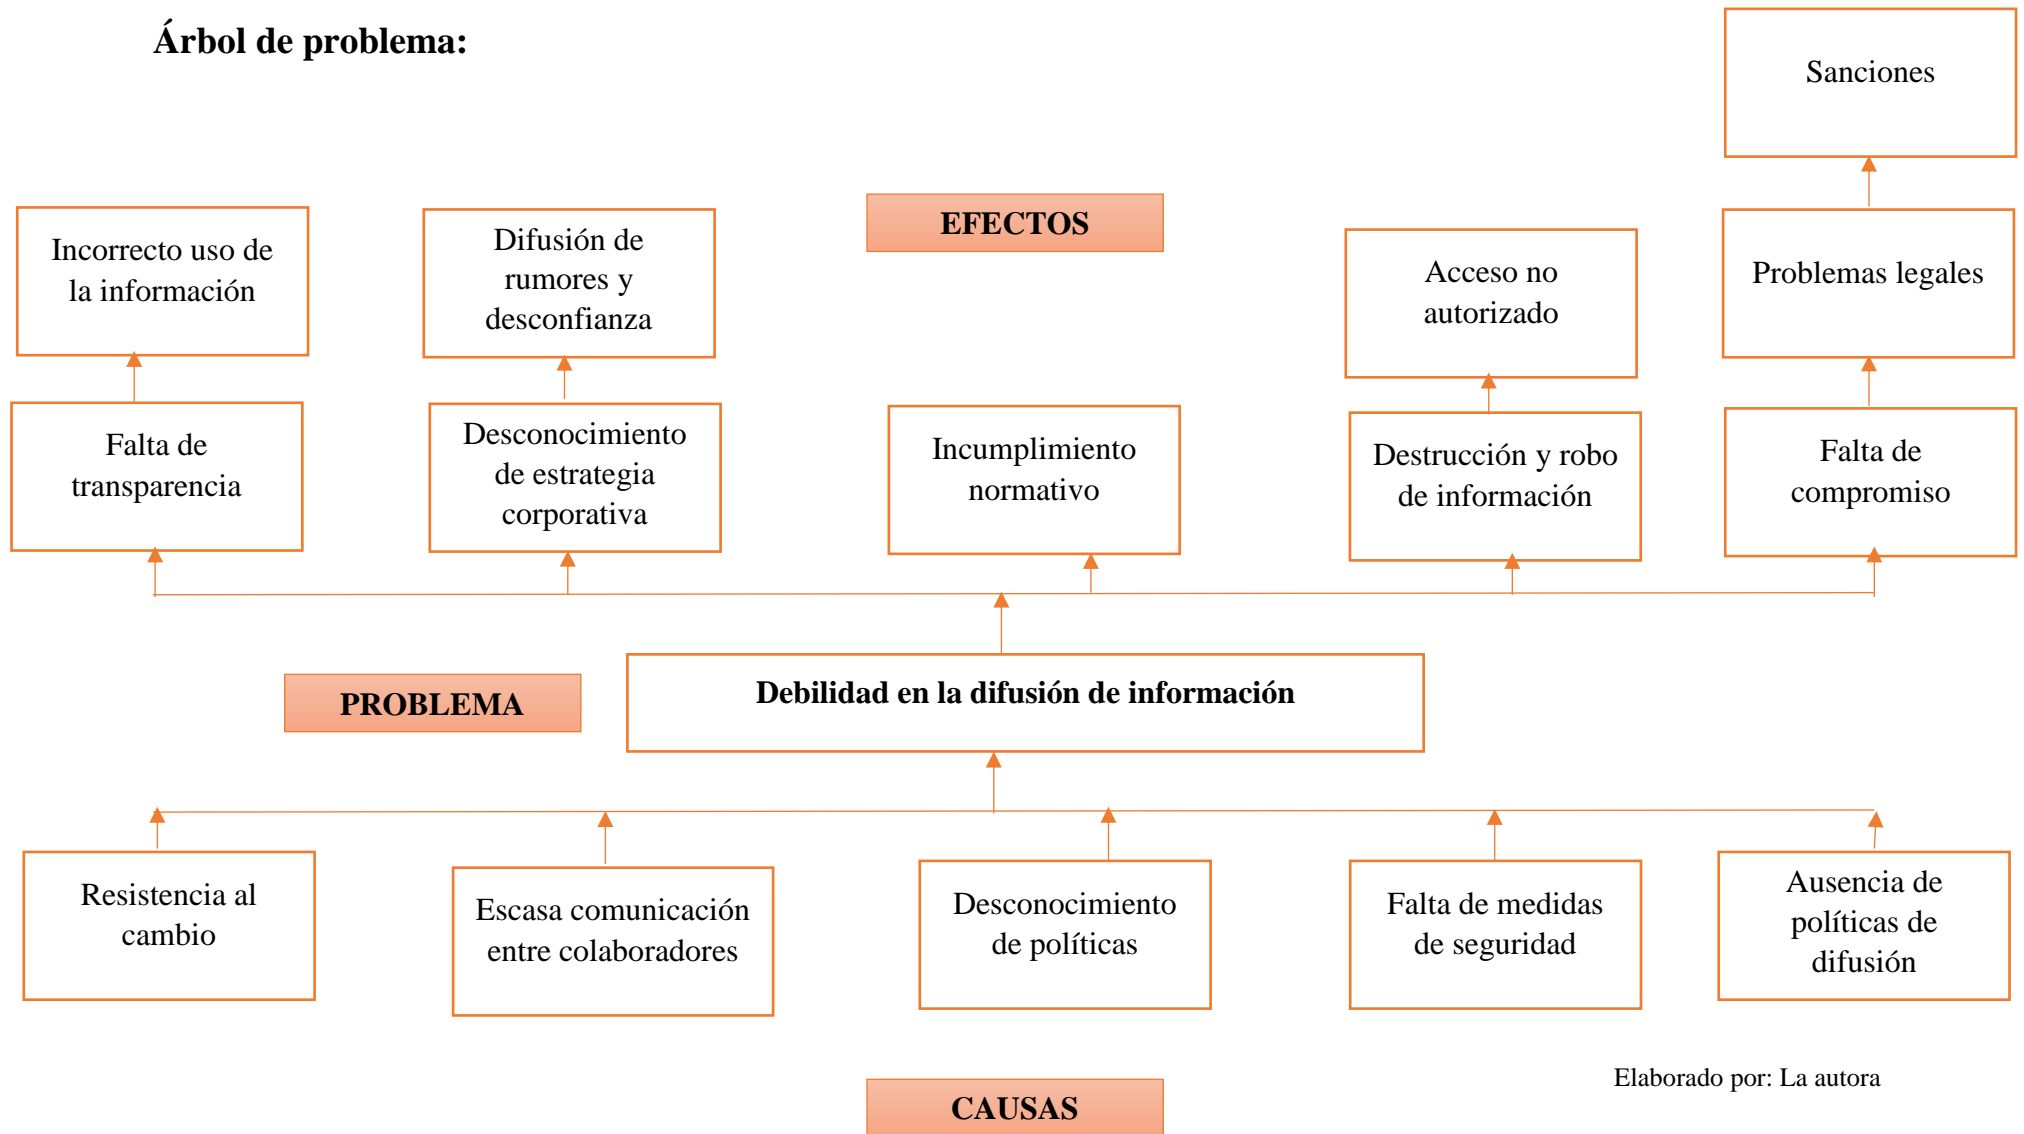 Árbol de problema:
Sanciones
EFECTOS
Incorrecto uso de
la información
Difusión de
rumores y
desconfianza
Acceso no
autorizado
Problemas legales
Falta de
transparencia
Desconocimiento
de estrategia
corporativa
Incumplimiento
normativo
Destrucción y robo
de información
Falta de
compromiso
PROBLEMA
Debilidad en la difusión de información
Resistencia al
cambio
Escasa comunicación
entre colaboradores
Desconocimiento
de políticas
Falta de medidas
de seguridad
Ausencia de
políticas de
difusión
Elaborado por: La autora
CAUSAS